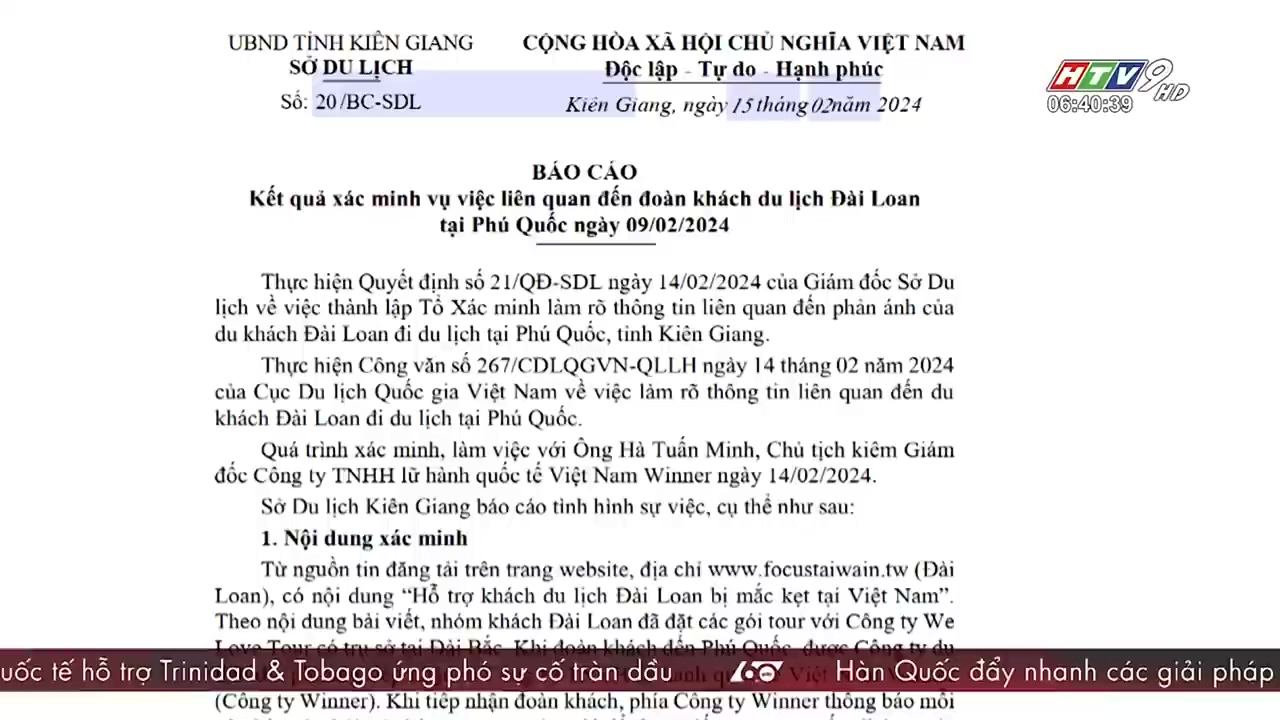 UBND TỈNH KIÊN GIANG
SỞ DU LỊCH
Số: 20/BC-SDL
CỘNG HÒA XÃ HỘI CHỦ NGHĨA VIỆT NAM
Độc lập - Tự do - Hạnh phúc
Kiên Giang, ngày 15 tháng 02 năm 2024
HTV9 HD
06:40:39
BÁO CÁO
Kết quả xác minh vụ việc liên quan đến đoàn khách du lịch Đài Loan
tại Phú Quốc ngày 09/02/2024
Thực hiện Quyết định số 21/QĐ-SDL ngày 14/02/2024 của Giám đốc Sở Du
lịch về việc thành lập Tổ Xác minh làm rõ thông tin liên quan đến phản ánh của
du khách Đài Loan đi du lịch tại Phú Quốc, tỉnh Kiên Giang.
Thực hiện Công văn số 267/CDLQGVN-QLLH ngày 14 tháng 02 năm 2024
của Cục Du lịch Quốc gia Việt Nam về việc làm rõ thông tin liên quan đến du
khách Đài Loan đi du lịch tại Phú Quốc.
Quá trình xác minh, làm việc với Ông Hà Tuấn Minh, Chủ tịch kiêm Giám
đốc Công ty TNHH lữ hành quốc tế Việt Nam Winner ngày 14/02/2024.
Sở Du lịch Kiên Giang báo cáo tình hình sự việc, cụ thể như sau:
1. Nội dung xác minh
Từ nguồn tin đăng tải trên trang website, địa chỉ www.focustaiwain.tw (Đài
Loan), có nội dung “Hỗ trợ khách du lịch Đài Loan bị mắc kẹt tại Việt Nam”.
Theo nội dung bài viết, nhóm khách Đài Loan đã đặt các gói tour với Công ty We
Love Tour có trụ sở tại Đài Bắc. Khi đoàn khách đến Phú Quốc, được Công ty du
(Công ty Winner). Khi tiếp nhận đoàn khách, phía Công ty Winner thông báo mỗi
uốc tế hỗ trợ Trinidad & Tobago ứng phó sự cố tràn dầu 60 Hàn Quốc đẩy nhanh các giải pháp